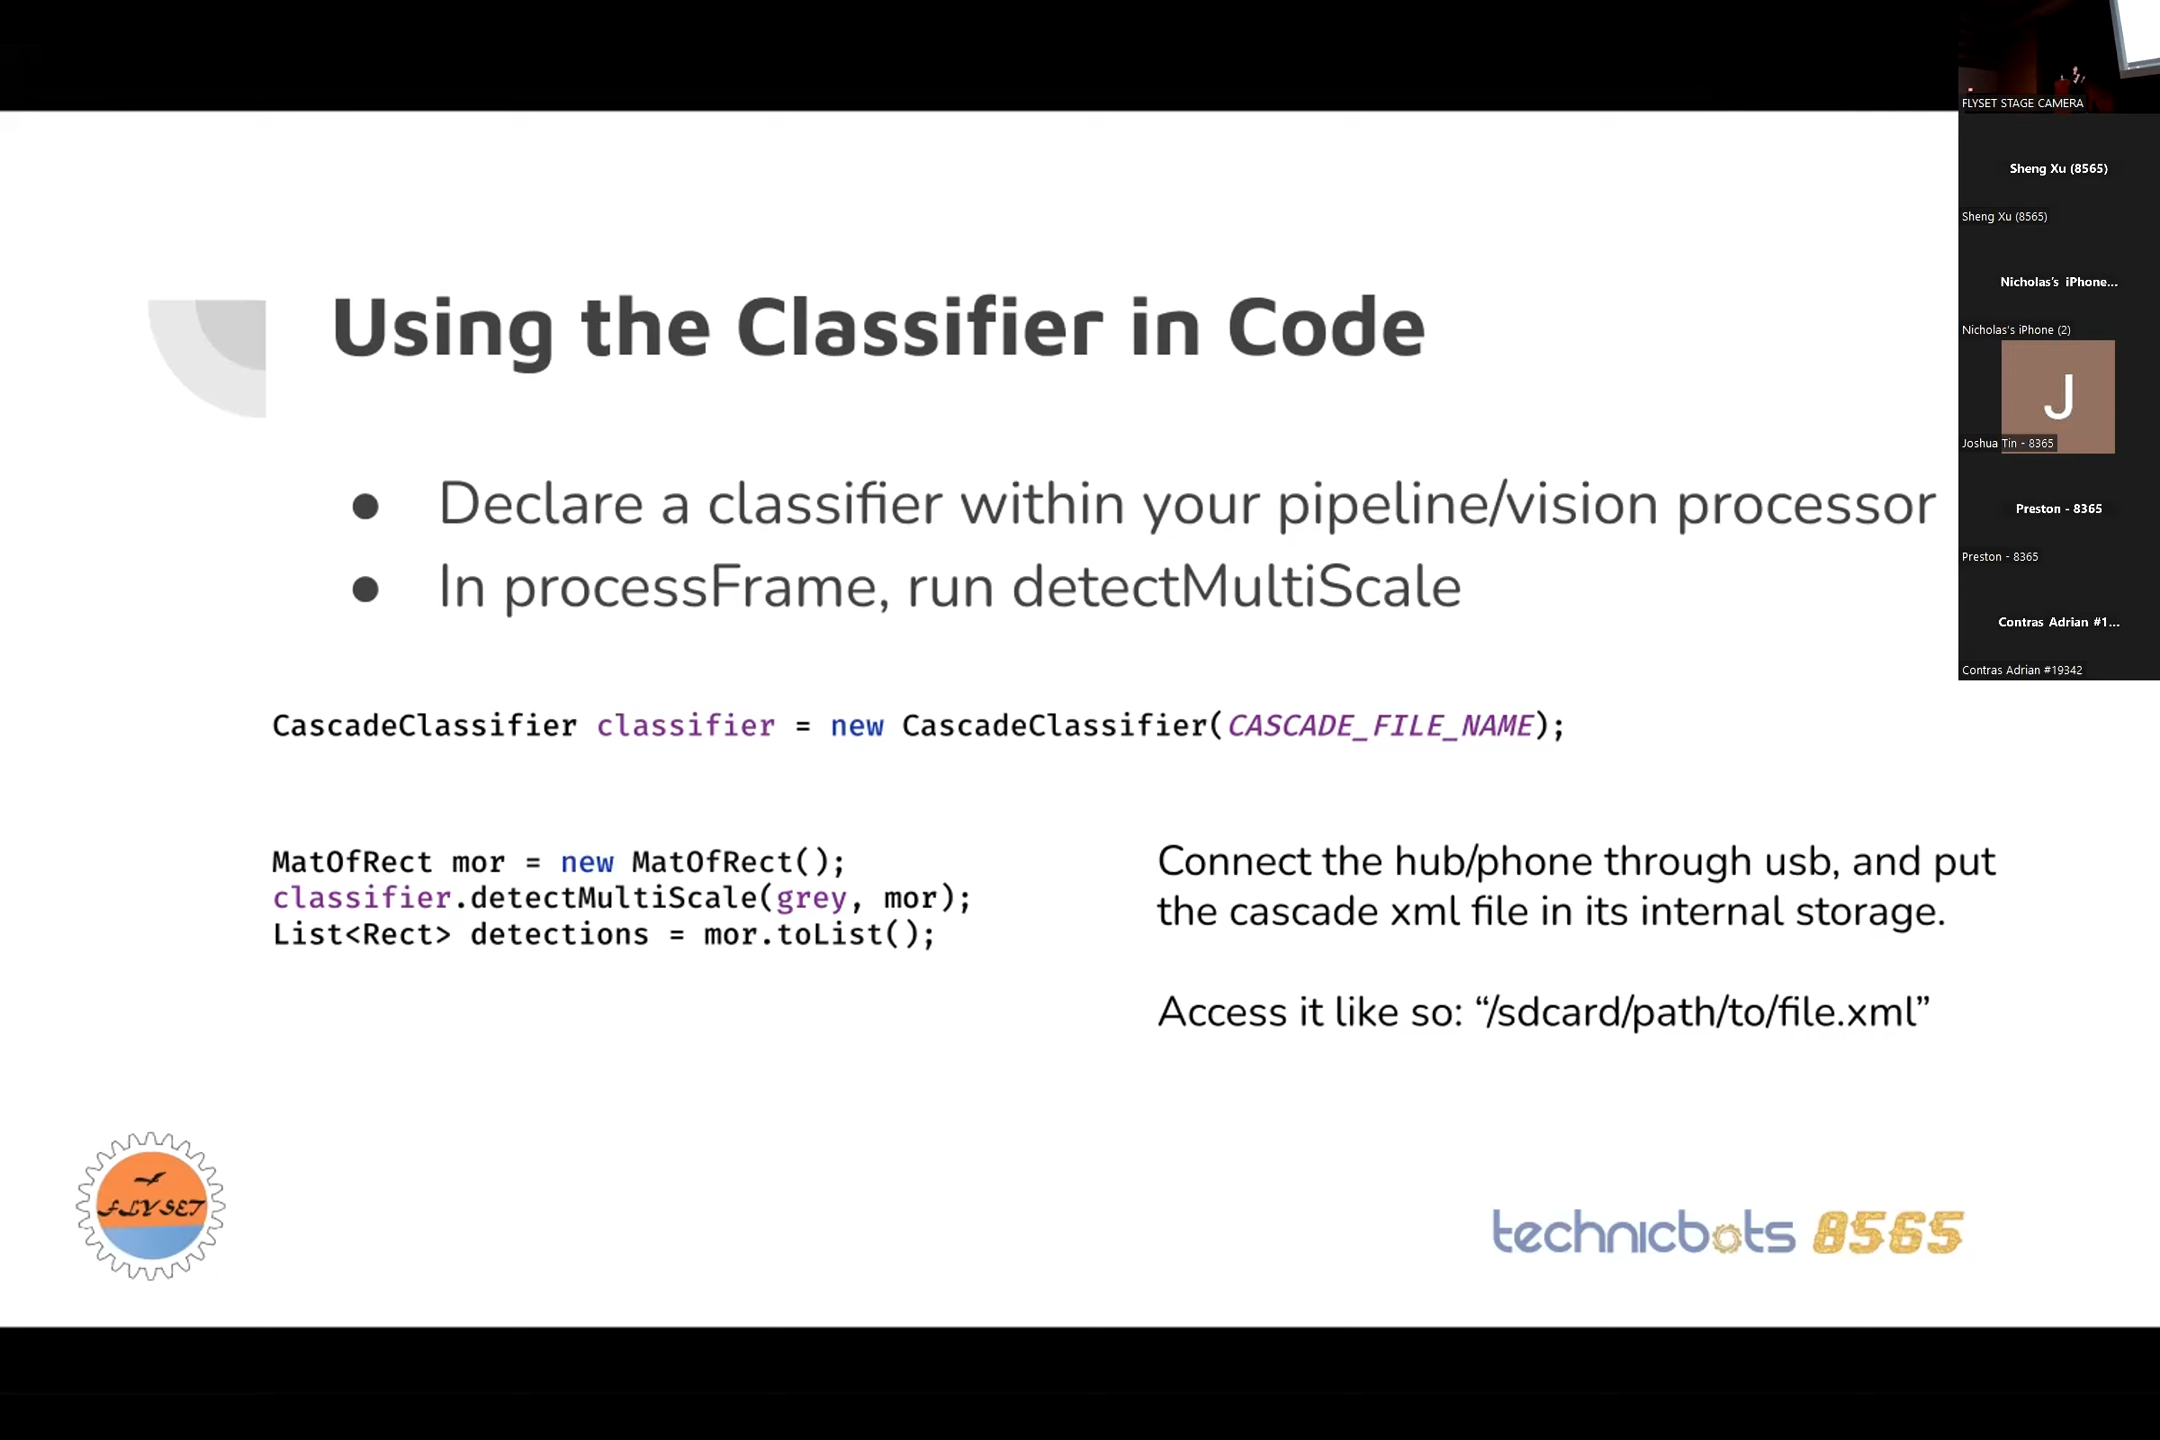 Using the Classifier in Code
● Declare a classifier within your pipeline/vision processor
● In processFrame, run detectMultiScale
CascadeClassifier classifier = new CascadeClassifier(CASCADE_FILE_NAME);
MatOfRect mor = new MatOfRect();
classifier.detectMultiScale(grey, mor);
List<Rect> detections = mor.toList();
Connect the hub/phone through usb, and put
the cascade xml file in its internal storage.
Access it like so: “/sdcard/path/to/file.xml”
FLYSET
technicbots 8565
FLYSET STAGE CAMERA
Sheng Xu (8565)
Sheng Xu (8565)
Nicholas's iPhone...
Nicholas's iPhone (2)
J
Joshua Tin - 8365
Preston - 8365
Preston - 8365
Contras Adrian #1...
Contras Adrian #19342